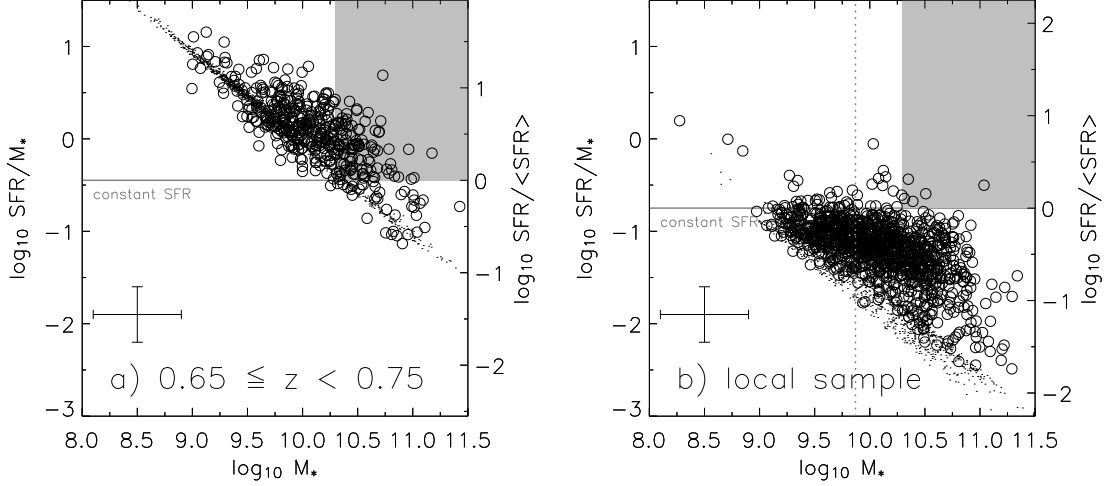 1
0
−1
−2
−3
log10 SFR/M*
1
0
−1
−2
log10 SFR/<SFR>
constant SFR
a) 0.65 ≦ z < 0.75
8.0 8.5 9.0 9.5 10.0 10.5 11.0 11.5
log10 M*
1
0
−1
−2
−3
log10 SFR/M*
2
1
0
−1
−2
log10 SFR/<SFR>
constant SFR
b) local sample
8.0 8.5 9.0 9.5 10.0 10.5 11.0 11.5
log10 M*